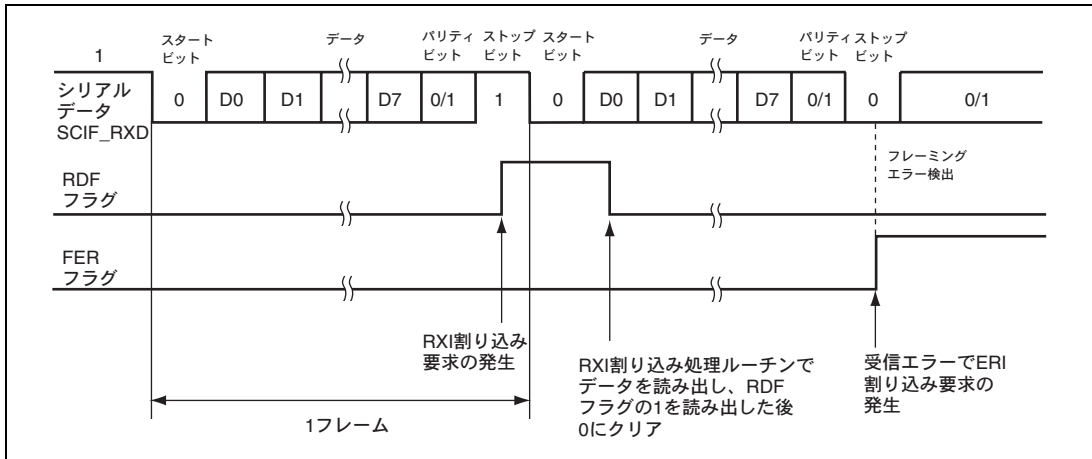 スタート
ビット
データ
パリティ
ビット
ストップ
ビット
スタート
ビット
データ
パリティ
ビット
ストップ
ビット
1
シリアル
データ
SCIF_RXD
0 D0 D1 D7 0/1 1 0 D0 D1 D7 0/1 0 0/1
フレーミング
エラー検出
RDF
フラグ
FER
フラグ
RXI割り込み
要求の発生
RXI割り込み処理ルーチンで
データを読み出し、RDF
フラグの1を読み出した後
0にクリア
受信エラーでERI
割り込み要求の
発生
1フレーム